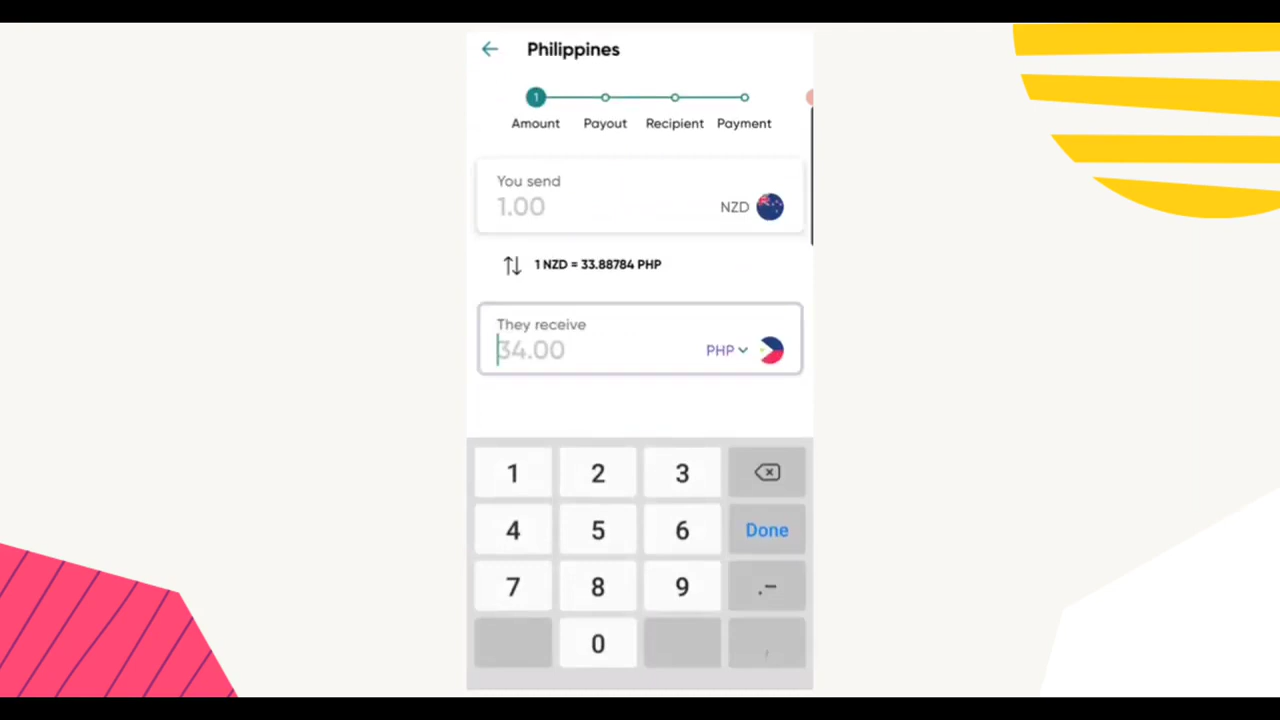 Philippines
1
Amount Payout Recipient Payment
You send
1.00 NZD
1 NZD = 33.88784 PHP
They receive
34.00 PHP
1 2 3
4 5 6 Done
7 8 9 .-
0 ,